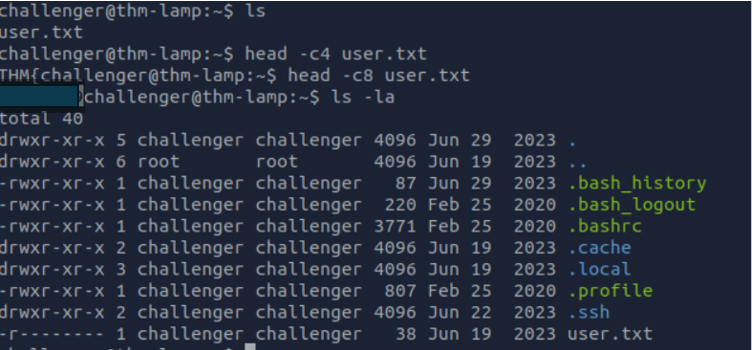 challenger@thm-lamp:~$ ls
user.txt
challenger@thm-lamp:~$ head -c4 user.txt
THM{challenger@thm-lamp:~$ head -c8 user.txt
challenger@thm-lamp:~$ ls -la
total 40
drwxr-xr-x 5 challenger challenger 4096 Jun 29  2023 .
drwxr-xr-x 6 root       root       4096 Jun 19  2023 ..
-rwxr-xr-x 1 challenger challenger   87 Jun 29  2023 .bash_history
-rwxr-xr-x 1 challenger challenger  220 Feb 25  2020 .bash_logout
-rwxr-xr-x 1 challenger challenger 3771 Feb 25  2020 .bashrc
drwxr-xr-x 2 challenger challenger 4096 Jun 19  2023 .cache
drwxr-xr-x 3 challenger challenger 4096 Jun 19  2023 .local
-rwxr-xr-x 1 challenger challenger  807 Feb 25  2020 .profile
drwxr-xr-x 2 challenger challenger 4096 Jun 22  2023 .ssh
-r-------- 1 challenger challenger   38 Jun 19  2023 user.txt